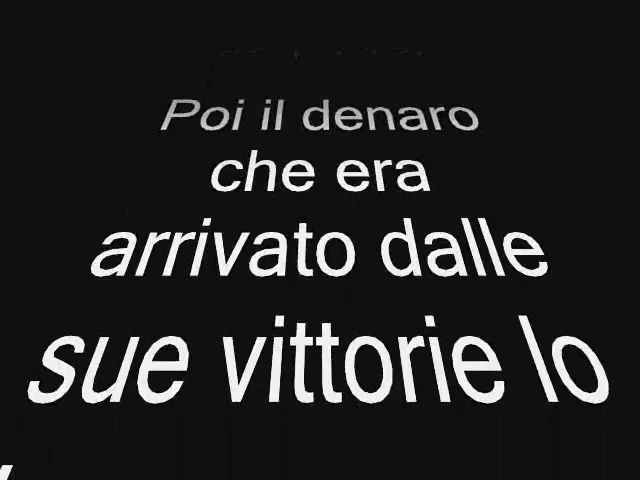 Poi il denaro
che era
arrivato dalle
sue vittorie lo